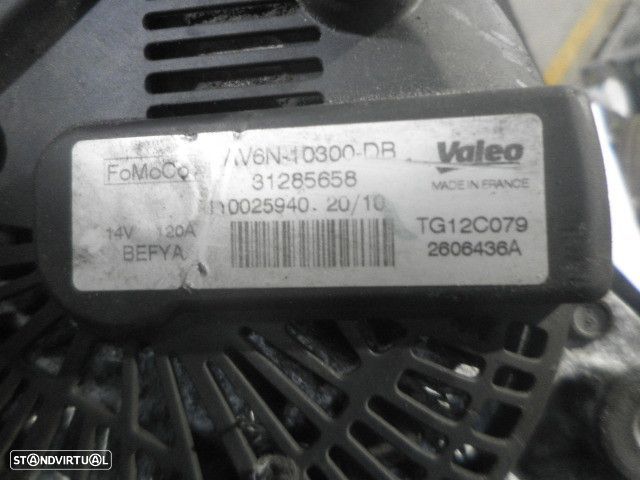 FoMoCo
AV6N-10300-DB
31285658
10025940. 20/10
14V 120A
BEFYA
Valeo
MADE IN FRANCE
TG12C079
2606436A
STANDVIRTUAL